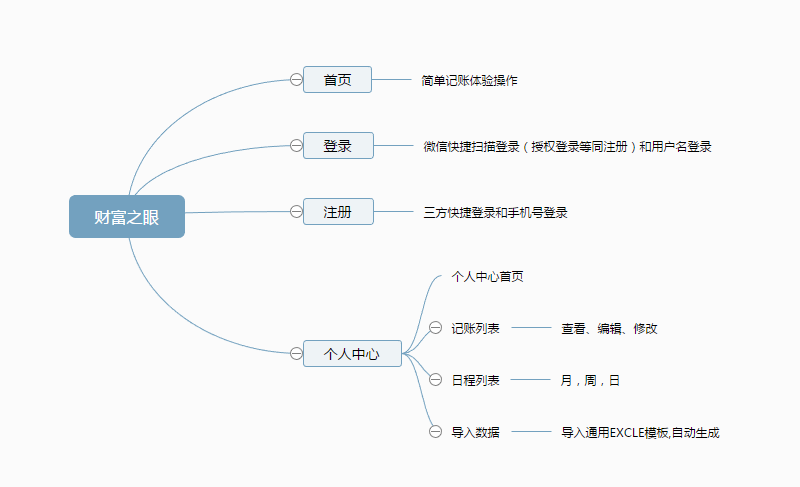 财富之眼
首页
简单记账体验操作
登录
微信快捷扫描登录（授权登录等同注册）和用户名登录
注册
三方快捷登录和手机号登录
个人中心
个人中心首页
记账列表
查看、编辑、修改
日程列表
月，周，日
导入数据
导入通用EXCLE模板,自动生成